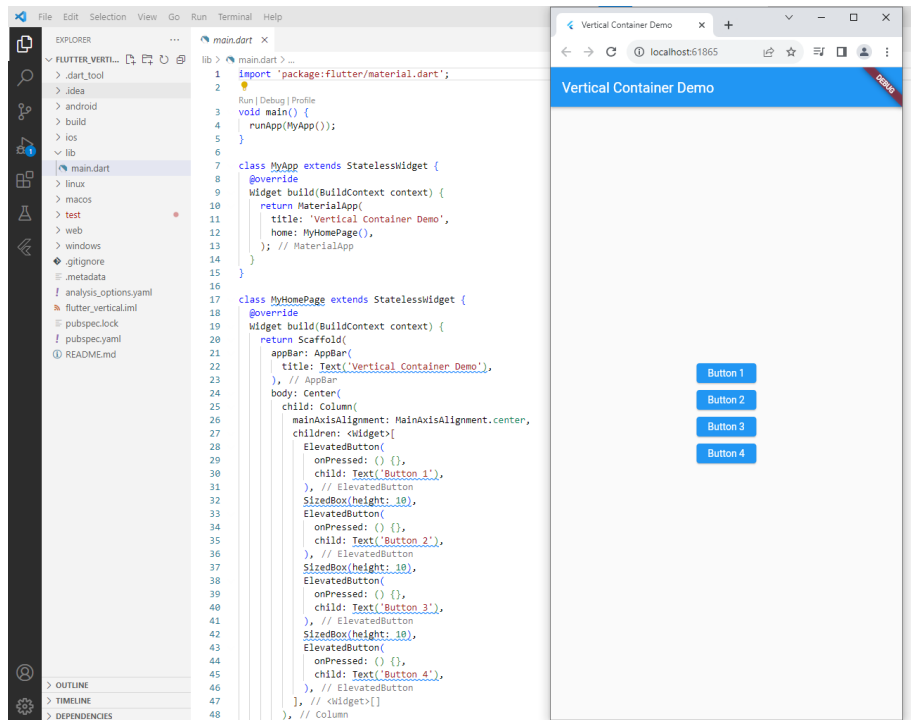 File Edit Selection View Go Run Terminal Help
EXPLORER
FLUTTER_VERTI...
.dart_tool
.idea
android
build
ios
lib
main.dart
linux
macos
test
web
windows
.gitignore
.metadata
analysis_options.yaml
flutter_vertical.iml
pubspec.lock
pubspec.yaml
README.md
OUTLINE
TIMELINE
DEPENDENCIES
1
main.dart
lib > main.dart > ...
1 import 'package:flutter/material.dart';
2
Run | Debug | Profile
3 void main() {
4 runApp(MyApp());
5 }
6
7 class MyApp extends StatelessWidget {
8 @override
9 Widget build(BuildContext context) {
10 return MaterialApp(
11 title: 'Vertical Container Demo',
12 home: MyHomePage(),
13 ); // MaterialApp
14 }
15 }
16
17 class MyHomePage extends StatelessWidget {
18 @override
19 Widget build(BuildContext context) {
20 return Scaffold(
21 appBar: AppBar(
22 title: Text('Vertical Container Demo'),
23 ), // AppBar
24 body: Center(
25 child: Column(
26 mainAxisAlignment: MainAxisAlignment.center,
27 children: <Widget>[
28 ElevatedButton(
29 onPressed: () {},
30 child: Text('Button 1'),
31 ), // ElevatedButton
32 SizedBox(height: 10),
33 ElevatedButton(
34 onPressed: () {},
35 child: Text('Button 2'),
36 ), // ElevatedButton
37 SizedBox(height: 10),
38 ElevatedButton(
39 onPressed: () {},
40 child: Text('Button 3'),
41 ), // ElevatedButton
42 SizedBox(height: 10),
43 ElevatedButton(
44 onPressed: () {},
45 child: Text('Button 4'),
46 ), // ElevatedButton
47 ], // <Widget>[]
48 ), // Column
Vertical Container Demo
localhost:61865
Vertical Container Demo
DEBUG
Button 1
Button 2
Button 3
Button 4